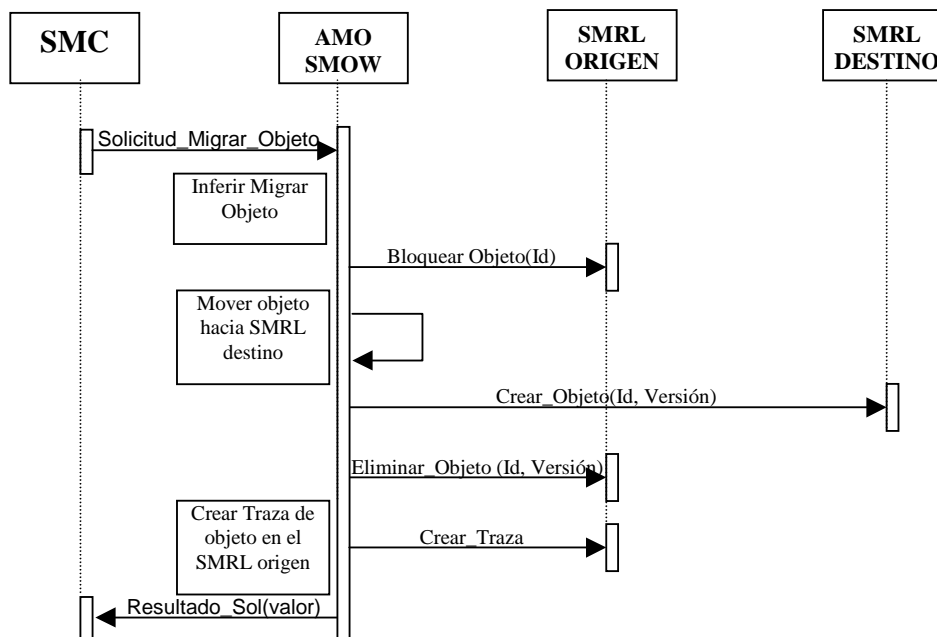 SMC
AMO
SMOW
SMRL
ORIGEN
SMRL
DESTINO
Solicitud_Migrar_Objeto
Inferir Migrar
Objeto
Bloquear Objeto(Id)
Mover objeto
hacia SMRL
destino
Crear_Objeto(Id, Versión)
Eliminar_Objeto (Id, Versión)
Crear Traza de
objeto en el
SMRL origen
Crear_Traza
Resultado_Sol(valor)